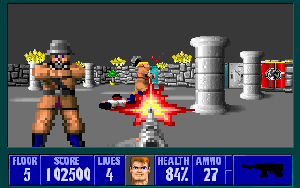 FLOOR SCORE LIVES HEALTH AMMO
5 102500 4 84% 27